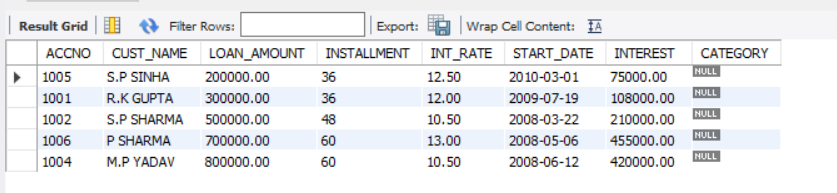 Result Grid Filter Rows: Export: Wrap Cell Content: IA
ACCNO CUST_NAME LOAN_AMOUNT INSTALLMENT INT_RATE START_DATE INTEREST CATEGORY
1005 S.P SINHA 200000.00 36 12.50 2010-03-01 75000.00 NULL
1001 R.K GUPTA 300000.00 36 12.00 2009-07-19 108000.00 NULL
1002 S.P SHARMA 500000.00 48 10.50 2008-03-22 210000.00 NULL
1006 P SHARMA 700000.00 60 13.00 2008-05-06 455000.00 NULL
1004 M.P YADAV 800000.00 60 10.50 2008-06-12 420000.00 NULL